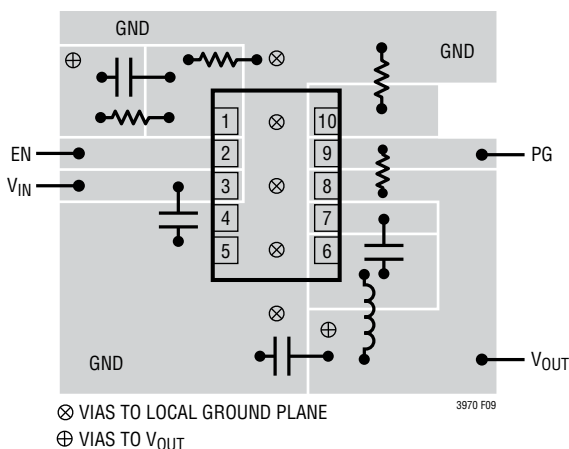 GND
GND
1
10
EN
2
9
PG
VIN
3
8
4
7
5
6
GND
VOUT
⊗ VIAS TO LOCAL GROUND PLANE
3970 F09
⊕ VIAS TO VOUT